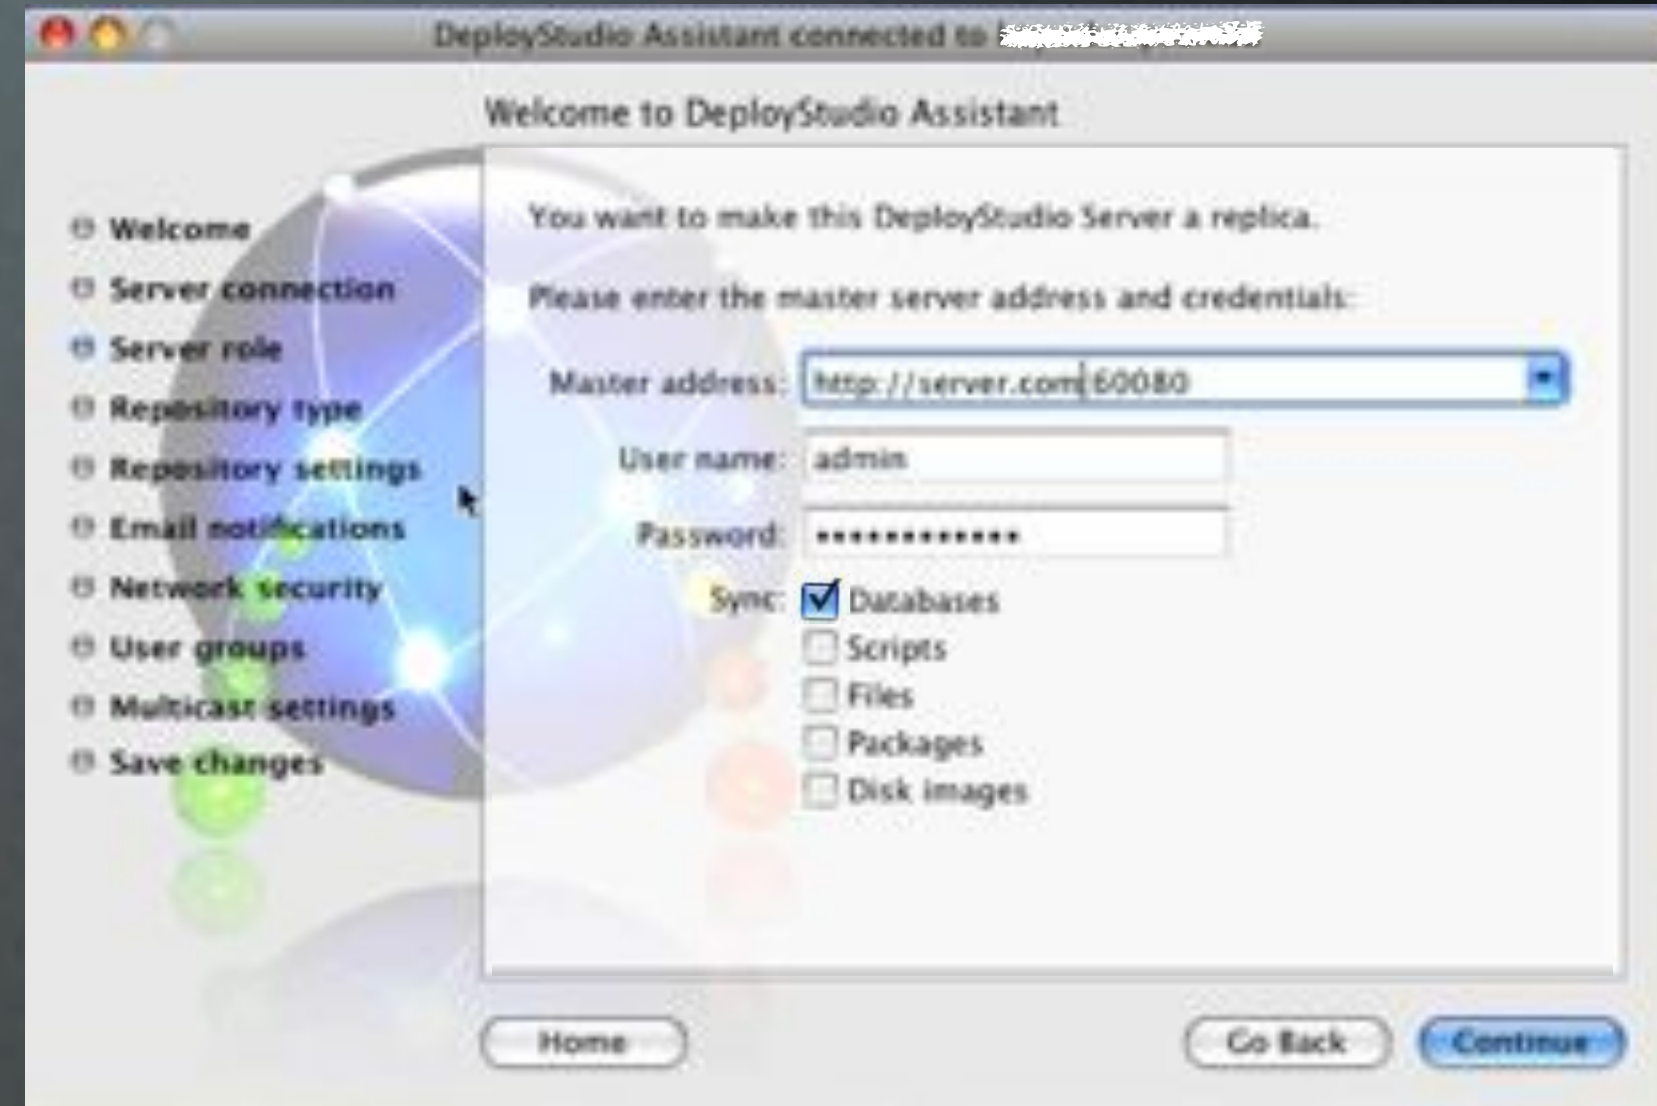 DeployStudio Assistant connected to
Welcome to DeployStudio Assistant
Welcome
Server connection
Server role
Repository type
Repository settings
Email notifications
Network security
User groups
Multicast settings
Save changes
You want to make this DeployStudio Server a replica.
Please enter the master server address and credentials:
Master address: http://server.com:60080
User name: admin
Password: ••••••••••••
Sync: Databases
Scripts
Files
Packages
Disk images
Home Go Back Continue